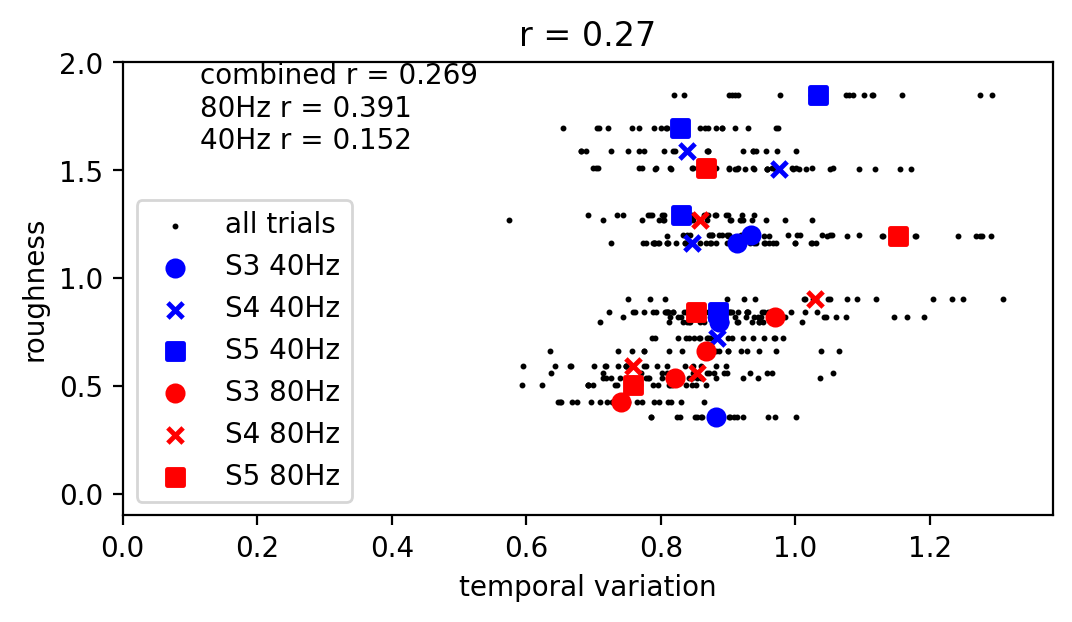 r = 0.27
combined r = 0.269
80Hz r = 0.391
40Hz r = 0.152
all trials
S3 40Hz
S4 40Hz
S5 40Hz
S3 80Hz
S4 80Hz
S5 80Hz
2.0
1.5
1.0
0.5
0.0
roughness
0.0 0.2 0.4 0.6 0.8 1.0 1.2
temporal variation